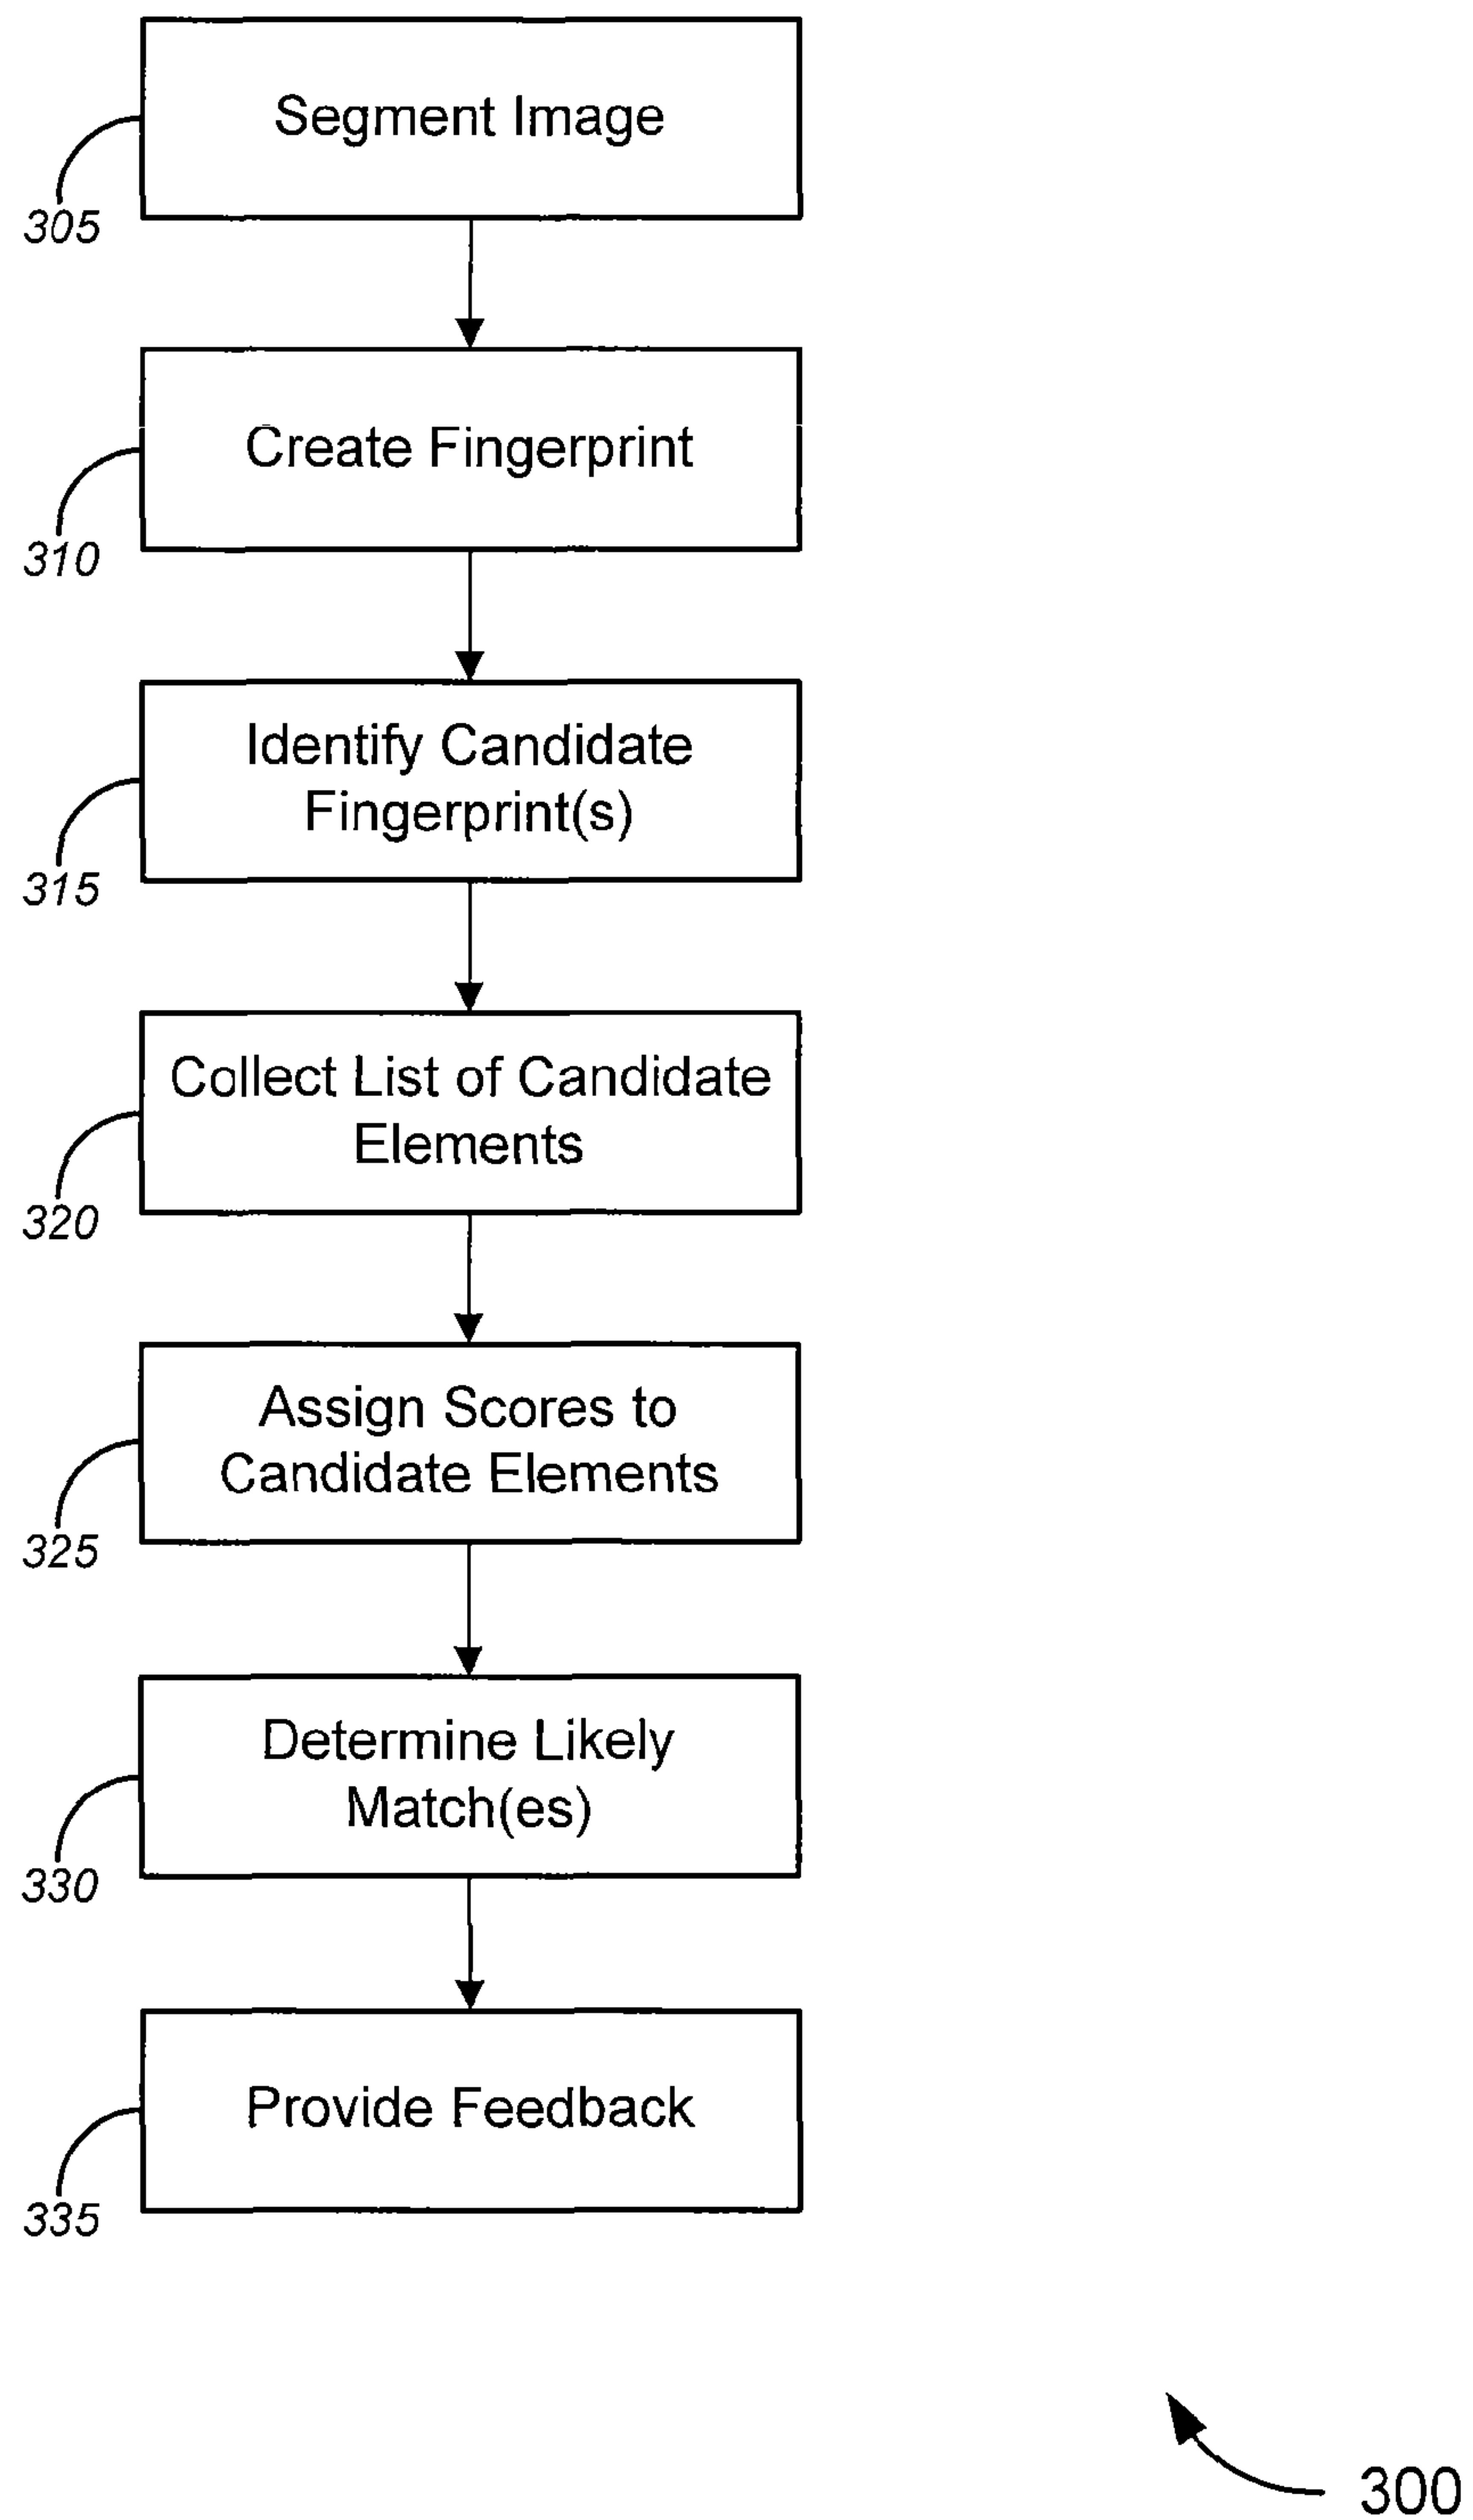 Segment Image
305
Create Fingerprint
310
Identify Candidate
Fingerprint(s)
315
Collect List of Candidate
Elements
320
Assign Scores to
Candidate Elements
325
Determine Likely
Match(es)
330
Provide Feedback
335
300